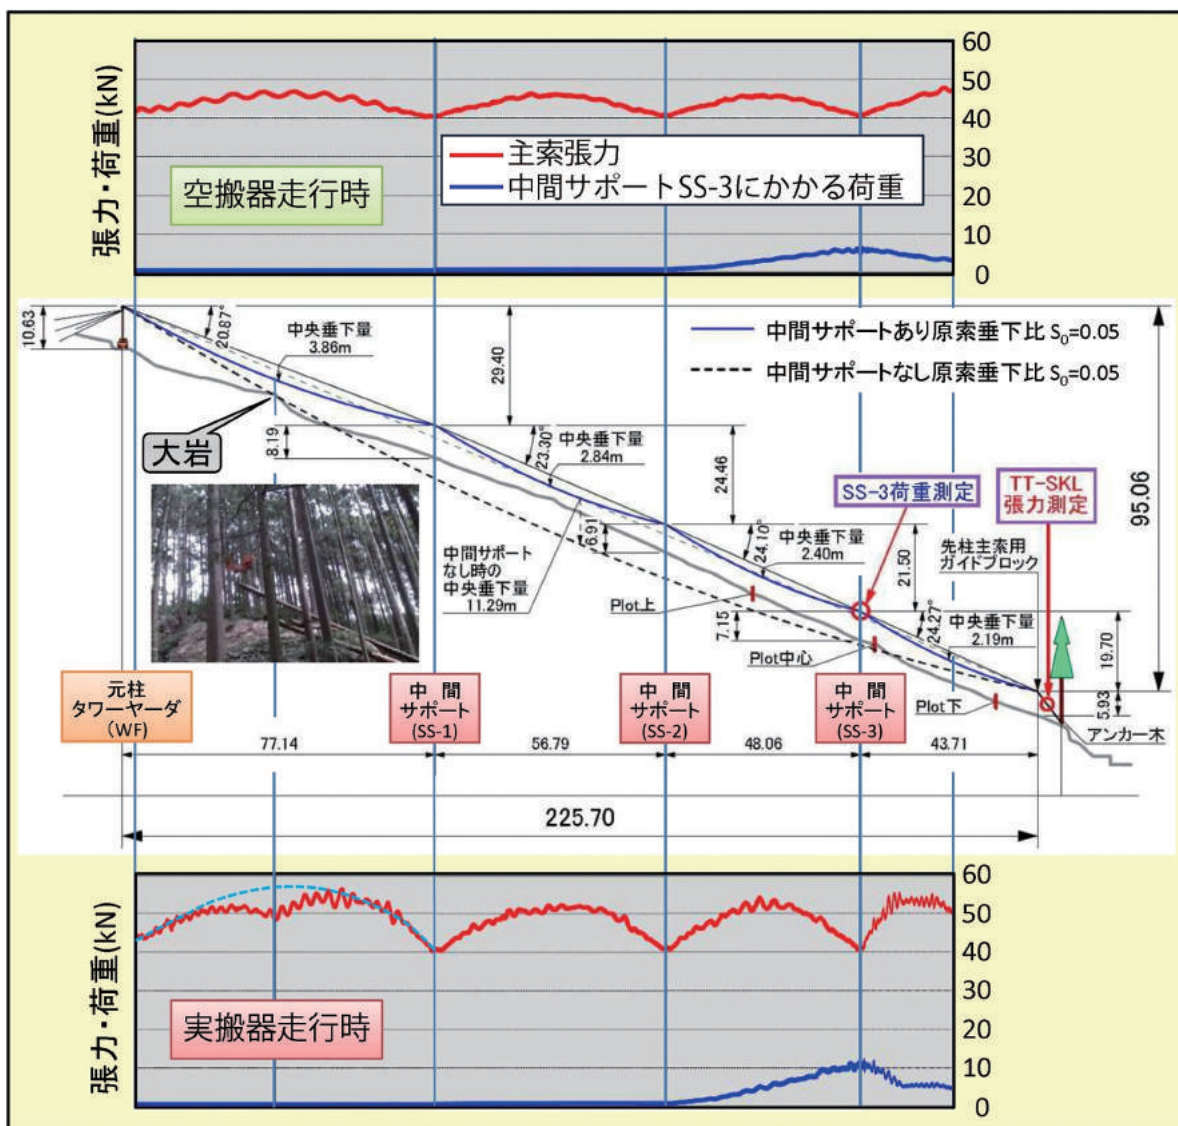 張力・荷重(kN)
60
50
40
30
20
10
0
主索張力
中間サポートSS-3にかかる荷重
空搬器走行時
10.63
20.87°
中央垂下量
3.86m
29.40
中間サポートあり原索垂下比 S₀=0.05
中間サポートなし原索垂下比 S₀=0.05
95.06
大岩
8.19
23.30°
中央垂下量
2.84m
24.46
SS-3荷重測定
TT-SKL
張力測定
6.91
中間サポート
なし時の
中央垂下量
11.29m
24.10°
中央垂下量
2.40m
21.50
先柱主索用
ガイドブロック
Plot上
7.15
Plot中心
24.27°
中央垂下量
2.19m
19.70
Plot下
5.93
アンカー木
元柱
タワーヤーダ
(WF)
中間
サポート
(SS-1)
中間
サポート
(SS-2)
中間
サポート
(SS-3)
77.14
56.79
48.06
43.71
225.70
張力・荷重(kN)
60
50
40
30
20
10
0
実搬器走行時